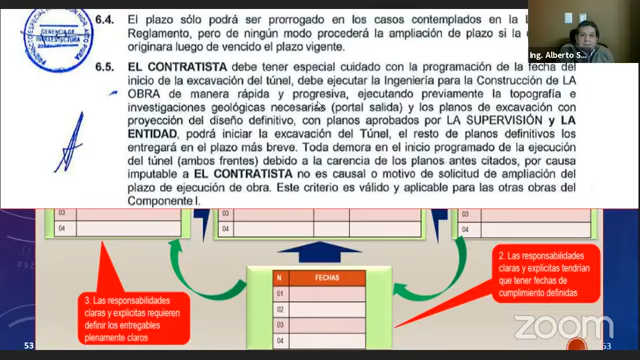 6.4. El plazo sólo podrá ser prorrogado en los casos contemplados en la L
Reglamento, pero de ningún modo procederá la ampliación de plazo si la c
originara luego de vencido el plazo vigente.
GERENCIA DE
INFRAESTRUCTURA
Ing. Alberto S...
6.5. EL CONTRATISTA debe tener especial cuidado con la programación de la fecha del
inicio de la excavación del túnel, debe ejecutar la Ingeniería para la Construcción de LA
OBRA de manera rápida y progresiva, ejecutando previamente la topografía e
investigaciones geológicas necesarias (portal salida) y los planos de excavación con
proyección del diseño definitivo, con planos aprobados por LA SUPERVISIÓN y LA
ENTIDAD, podrá iniciar la excavación del Túnel, el resto de planos definitivos los
entregará en el plazo más breve. Toda demora en el inicio programado de la ejecución
del túnel (ambos frentes) debido a la carencia de los planos antes citados, por causa
imputable a EL CONTRATISTA no es causal o motivo de solicitud de ampliación del
plazo de ejecución de obra. Este criterio es válido y aplicable para las otras obras del
Componente I.
03
04
03
04
03
04
N FECHAS
01
02
03
04
3. Las responsabilidades
claras y explicitas requieren
definir los entregables
plenamente claros
2. Las responsabilidades
claras y explicitas tendrían
que tener fechas de
cumplimiento definidas
53
53
zoom